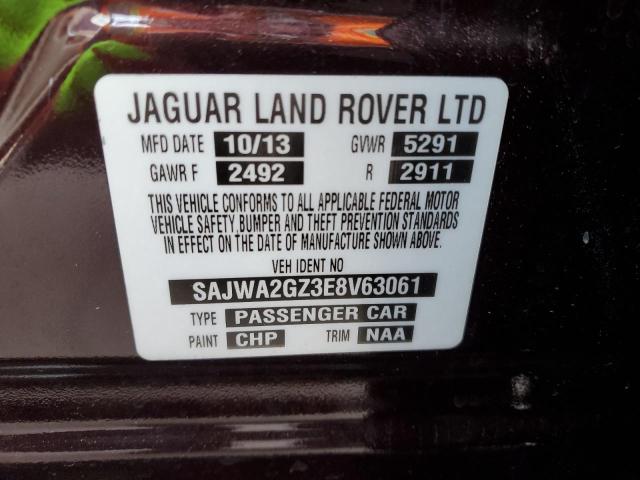 JAGUAR LAND ROVER LTD
MFD DATE 10/13 GVWR 5291
GAWR F 2492 R 2911
THIS VEHICLE CONFORMS TO ALL APPLICABLE FEDERAL MOTOR
VEHICLE SAFETY, BUMPER AND THEFT PREVENTION STANDARDS
IN EFFECT ON THE DATE OF MANUFACTURE SHOWN ABOVE.
VEH IDENT NO
SAJWA2GZ3E8V63061
TYPE PASSENGER CAR
PAINT CHP TRIM NAA